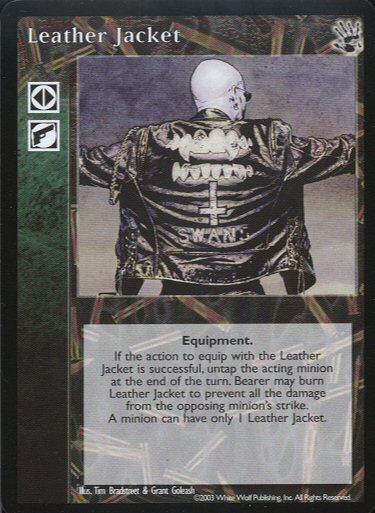 Leather Jacket
SWANS
Equipment.
If the action to equip with the Leather
Jacket is successful, untap the acting minion
at the end of the turn. Bearer may burn
Leather Jacket to prevent all the damage
from the opposing minion's strike.
A minion can have only 1 Leather Jacket.
Illus. Tim Bradstreet & Grant Goleash
©2003 White Wolf Publishing, Inc. All Rights Reserved.